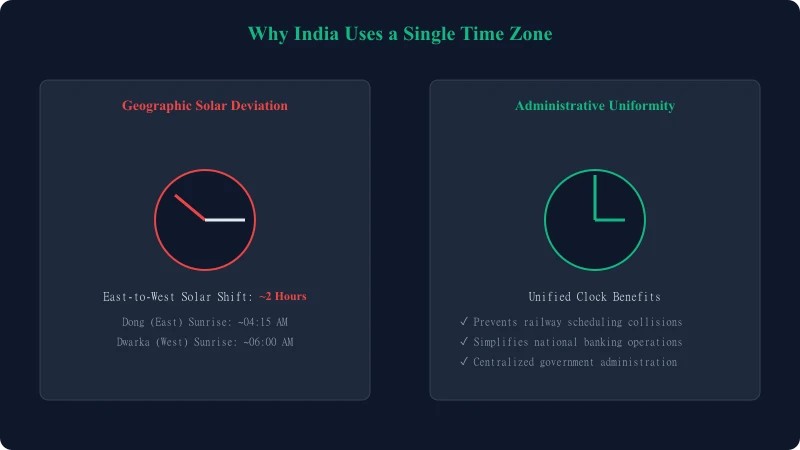 Why India Uses a Single Time Zone
Geographic Solar Deviation
East-to-West Solar Shift: ~2 Hours
Dong (East) Sunrise: ~04:15 AM
Dwarka (West) Sunrise: ~06:00 AM
Administrative Uniformity
Unified Clock Benefits
✓ Prevents railway scheduling collisions
✓ Simplifies national banking operations
✓ Centralized government administration